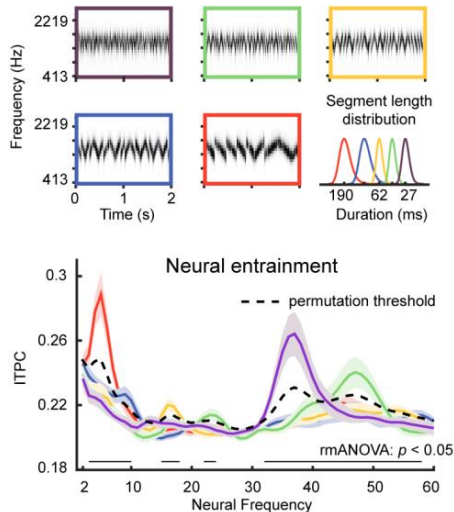 2219
413
Frequency (Hz)
2219
413
0 1 2
Time (s)
Segment length
distribution
190 62 27
Duration (ms)
Neural entrainment
permutation threshold
0.3
0.26
0.22
0.18
ITPC
rmANOVA: p < 0.05
2 10 20 30 40 50 60
Neural Frequency